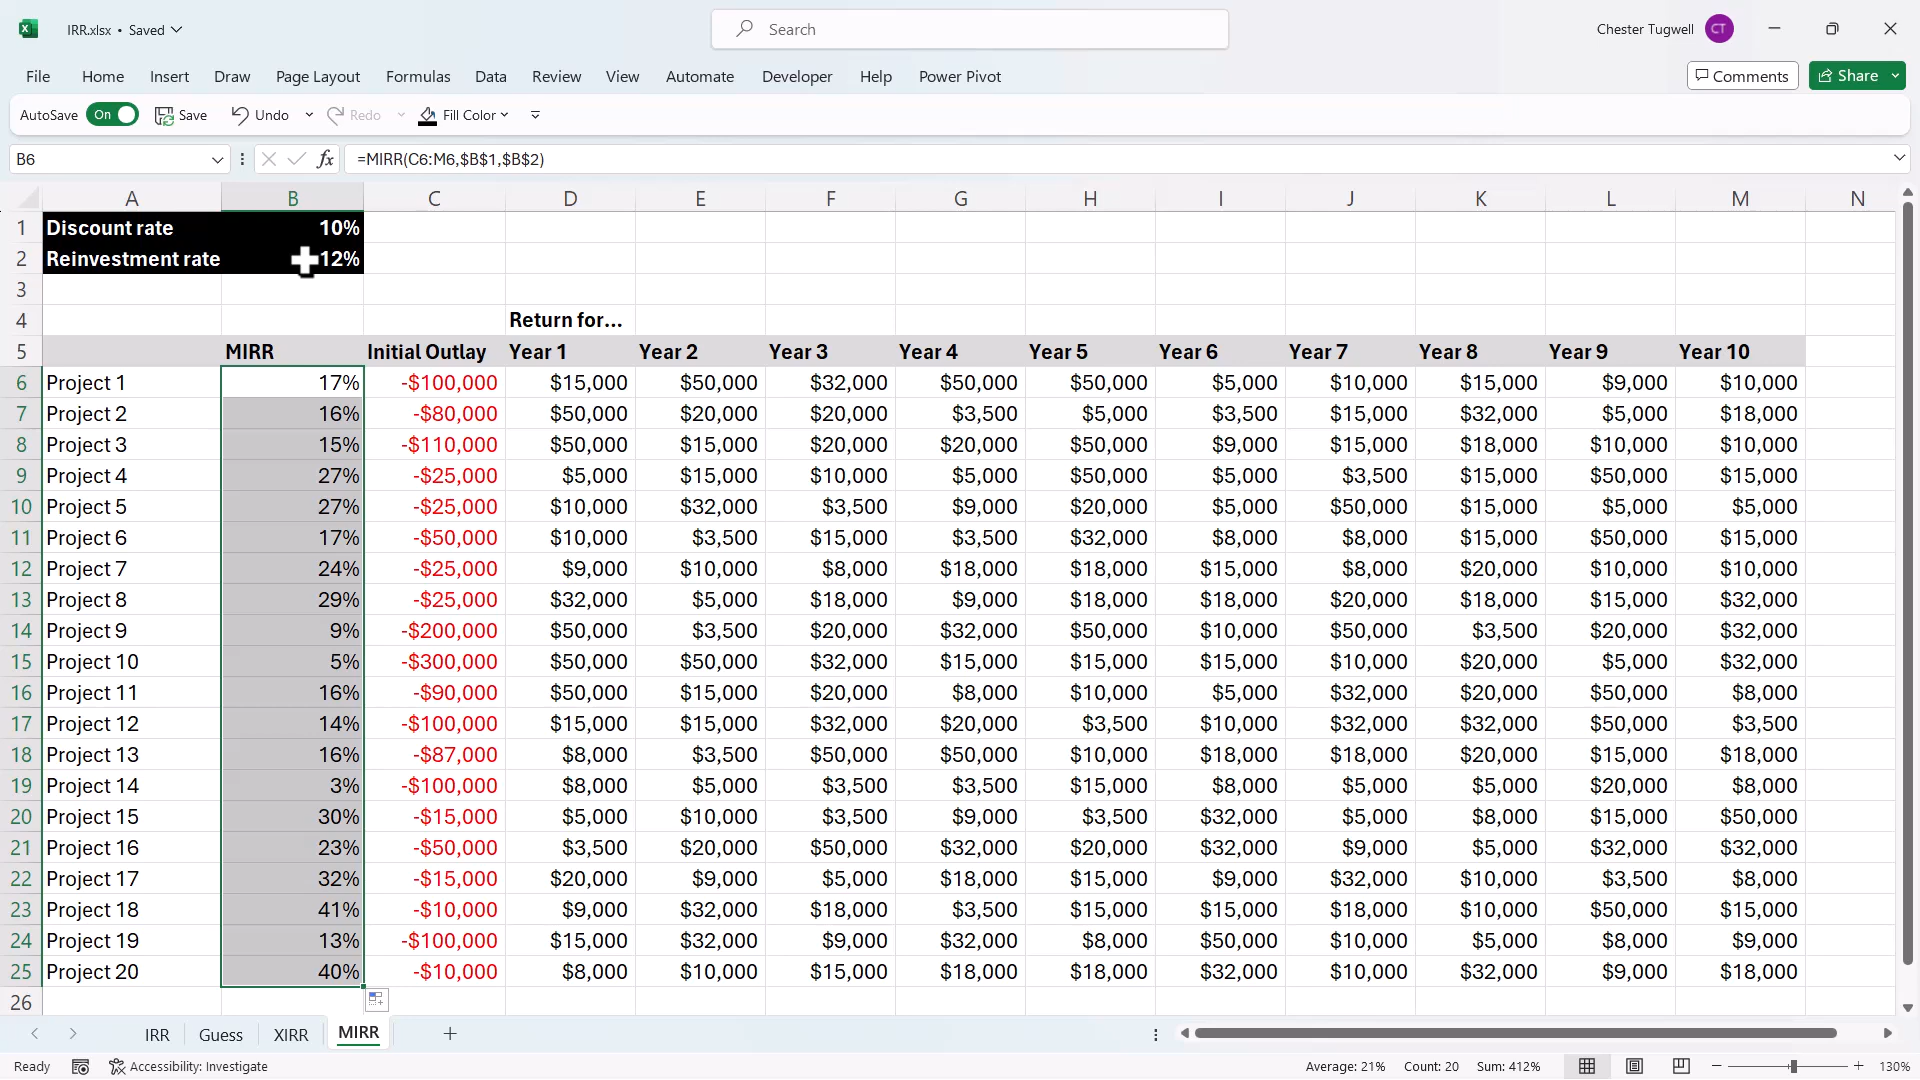 IRR.xlsx • Saved
Search
Chester Tugwell CT
File Home Insert Draw Page Layout Formulas Data Review View Automate Developer Help Power Pivot Comments Share
AutoSave On Save Undo Redo Fill Color
B6 fx =MIRR(C6:M6,$B$1,$B$2)
A B C D E F G H I J K L M N
1 Discount rate 10%
2 Reinvestment rate 12%
3
4 Return for...
5 MIRR Initial Outlay Year 1 Year 2 Year 3 Year 4 Year 5 Year 6 Year 7 Year 8 Year 9 Year 10
6 Project 1 17% -$100,000 $15,000 $50,000 $32,000 $50,000 $50,000 $5,000 $10,000 $15,000 $9,000 $10,000
7 Project 2 16% -$80,000 $50,000 $20,000 $20,000 $3,500 $5,000 $3,500 $15,000 $32,000 $5,000 $18,000
8 Project 3 15% -$110,000 $50,000 $15,000 $20,000 $20,000 $50,000 $9,000 $15,000 $18,000 $10,000 $10,000
9 Project 4 27% -$25,000 $5,000 $15,000 $10,000 $5,000 $50,000 $5,000 $3,500 $15,000 $50,000 $15,000
10 Project 5 27% -$25,000 $10,000 $32,000 $3,500 $9,000 $20,000 $5,000 $50,000 $15,000 $5,000 $5,000
11 Project 6 17% -$50,000 $10,000 $3,500 $15,000 $3,500 $32,000 $8,000 $8,000 $15,000 $50,000 $15,000
12 Project 7 24% -$25,000 $9,000 $10,000 $8,000 $18,000 $18,000 $15,000 $8,000 $20,000 $10,000 $10,000
13 Project 8 29% -$25,000 $32,000 $5,000 $18,000 $9,000 $18,000 $18,000 $20,000 $18,000 $15,000 $32,000
14 Project 9 9% -$200,000 $50,000 $3,500 $20,000 $32,000 $50,000 $10,000 $50,000 $3,500 $20,000 $32,000
15 Project 10 5% -$300,000 $50,000 $50,000 $32,000 $15,000 $15,000 $15,000 $10,000 $20,000 $5,000 $32,000
16 Project 11 16% -$90,000 $50,000 $15,000 $20,000 $8,000 $10,000 $5,000 $32,000 $20,000 $50,000 $8,000
17 Project 12 14% -$100,000 $15,000 $15,000 $32,000 $20,000 $3,500 $10,000 $32,000 $32,000 $50,000 $3,500
18 Project 13 16% -$87,000 $8,000 $3,500 $50,000 $50,000 $10,000 $18,000 $18,000 $20,000 $15,000 $18,000
19 Project 14 3% -$100,000 $8,000 $5,000 $3,500 $3,500 $15,000 $8,000 $5,000 $5,000 $20,000 $8,000
20 Project 15 30% -$15,000 $5,000 $10,000 $3,500 $9,000 $3,500 $32,000 $5,000 $8,000 $15,000 $50,000
21 Project 16 23% -$50,000 $3,500 $20,000 $50,000 $32,000 $20,000 $32,000 $9,000 $5,000 $32,000 $32,000
22 Project 17 32% -$15,000 $20,000 $9,000 $5,000 $18,000 $15,000 $9,000 $32,000 $10,000 $3,500 $8,000
23 Project 18 41% -$10,000 $9,000 $32,000 $18,000 $3,500 $15,000 $15,000 $18,000 $10,000 $50,000 $15,000
24 Project 19 13% -$100,000 $15,000 $32,000 $9,000 $32,000 $8,000 $50,000 $10,000 $5,000 $8,000 $9,000
25 Project 20 40% -$10,000 $8,000 $10,000 $15,000 $18,000 $18,000 $32,000 $10,000 $32,000 $9,000 $18,000
26
IRR Guess XIRR MIRR
Ready Accessibility: Investigate Average: 21% Count: 20 Sum: 412% 130%